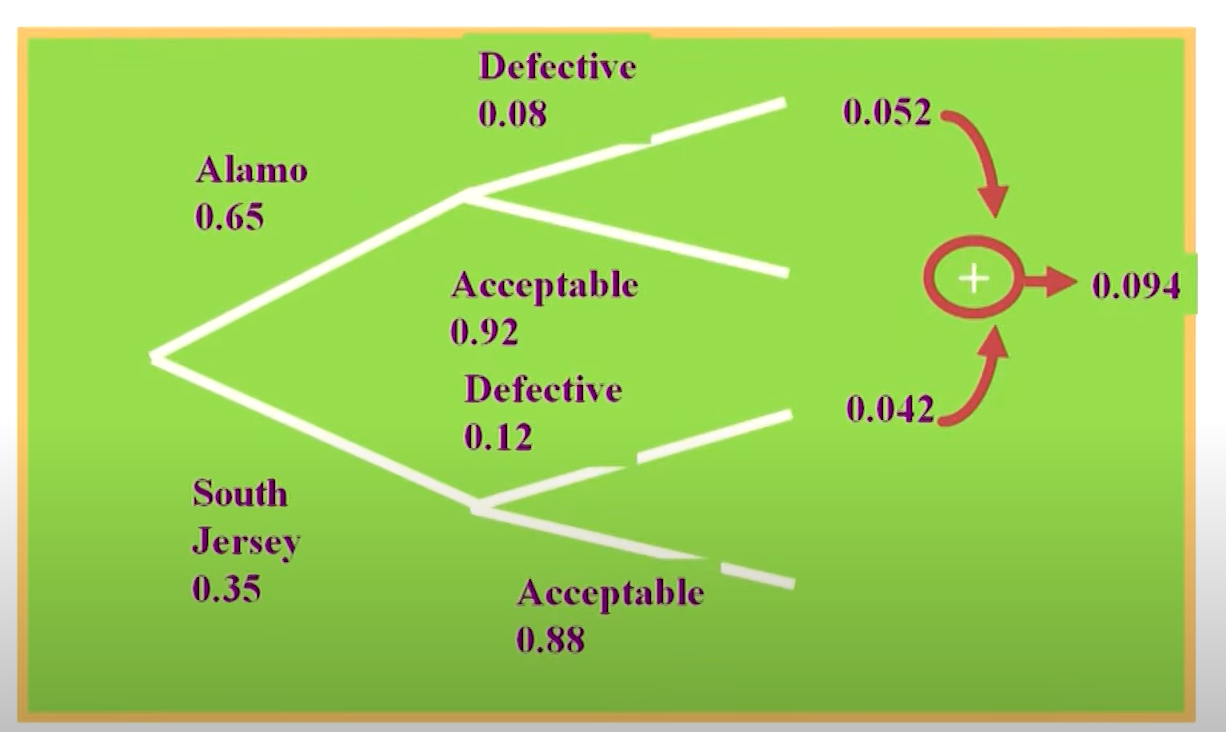 Defective
0.08
0.052
Alamo
0.65
+
0.094
Acceptable
0.92
Defective
0.12
0.042
South
Jersey
0.35
Acceptable
0.88